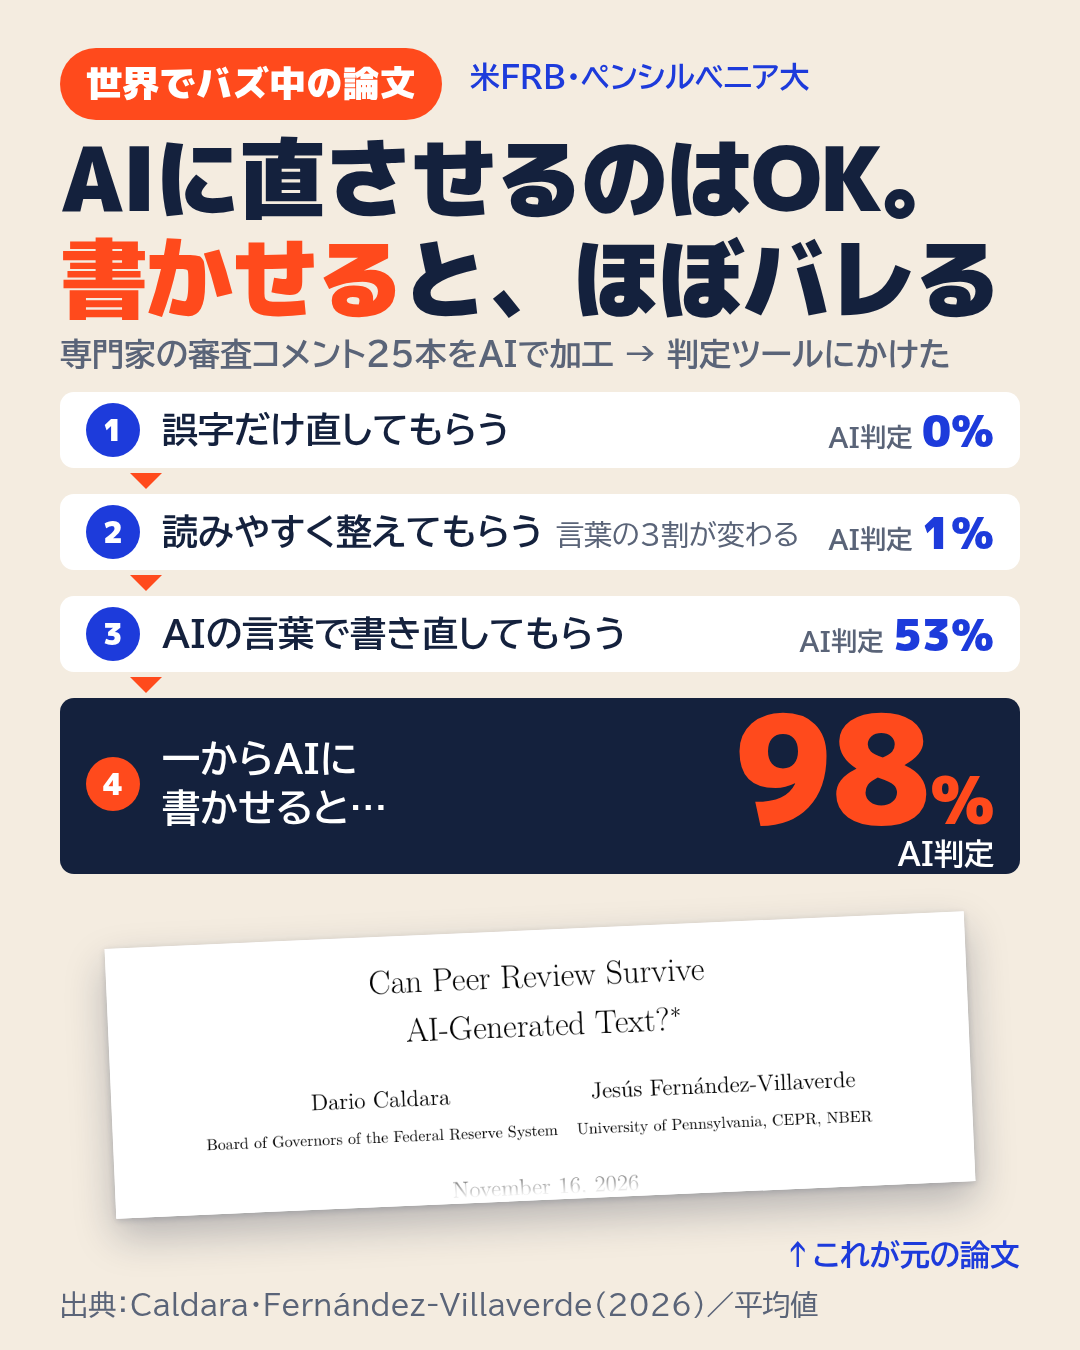 世界でバズ中の論文
米FRB・ペンシルベニア大
AIに直させるのはOK。
書かせると、ほぼバレる
専門家の審査コメント25本をAIで加工 → 判定ツールにかけた
1 誤字だけ直してもらう AI判定 0%
2 読みやすく整えてもらう 言葉の3割が変わる AI判定 1%
3 AIの言葉で書き直してもらう AI判定 53%
4 一からAIに
書かせると… 98%
AI判定
Can Peer Review Survive
AI-Generated Text?*
Dario Caldara Jesús Fernández-Villaverde
Board of Governors of the Federal Reserve System University of Pennsylvania, CEPR, NBER
November 16, 2026
↑これが元の論文
出典：Caldara・Fernández-Villaverde（2026）／平均値